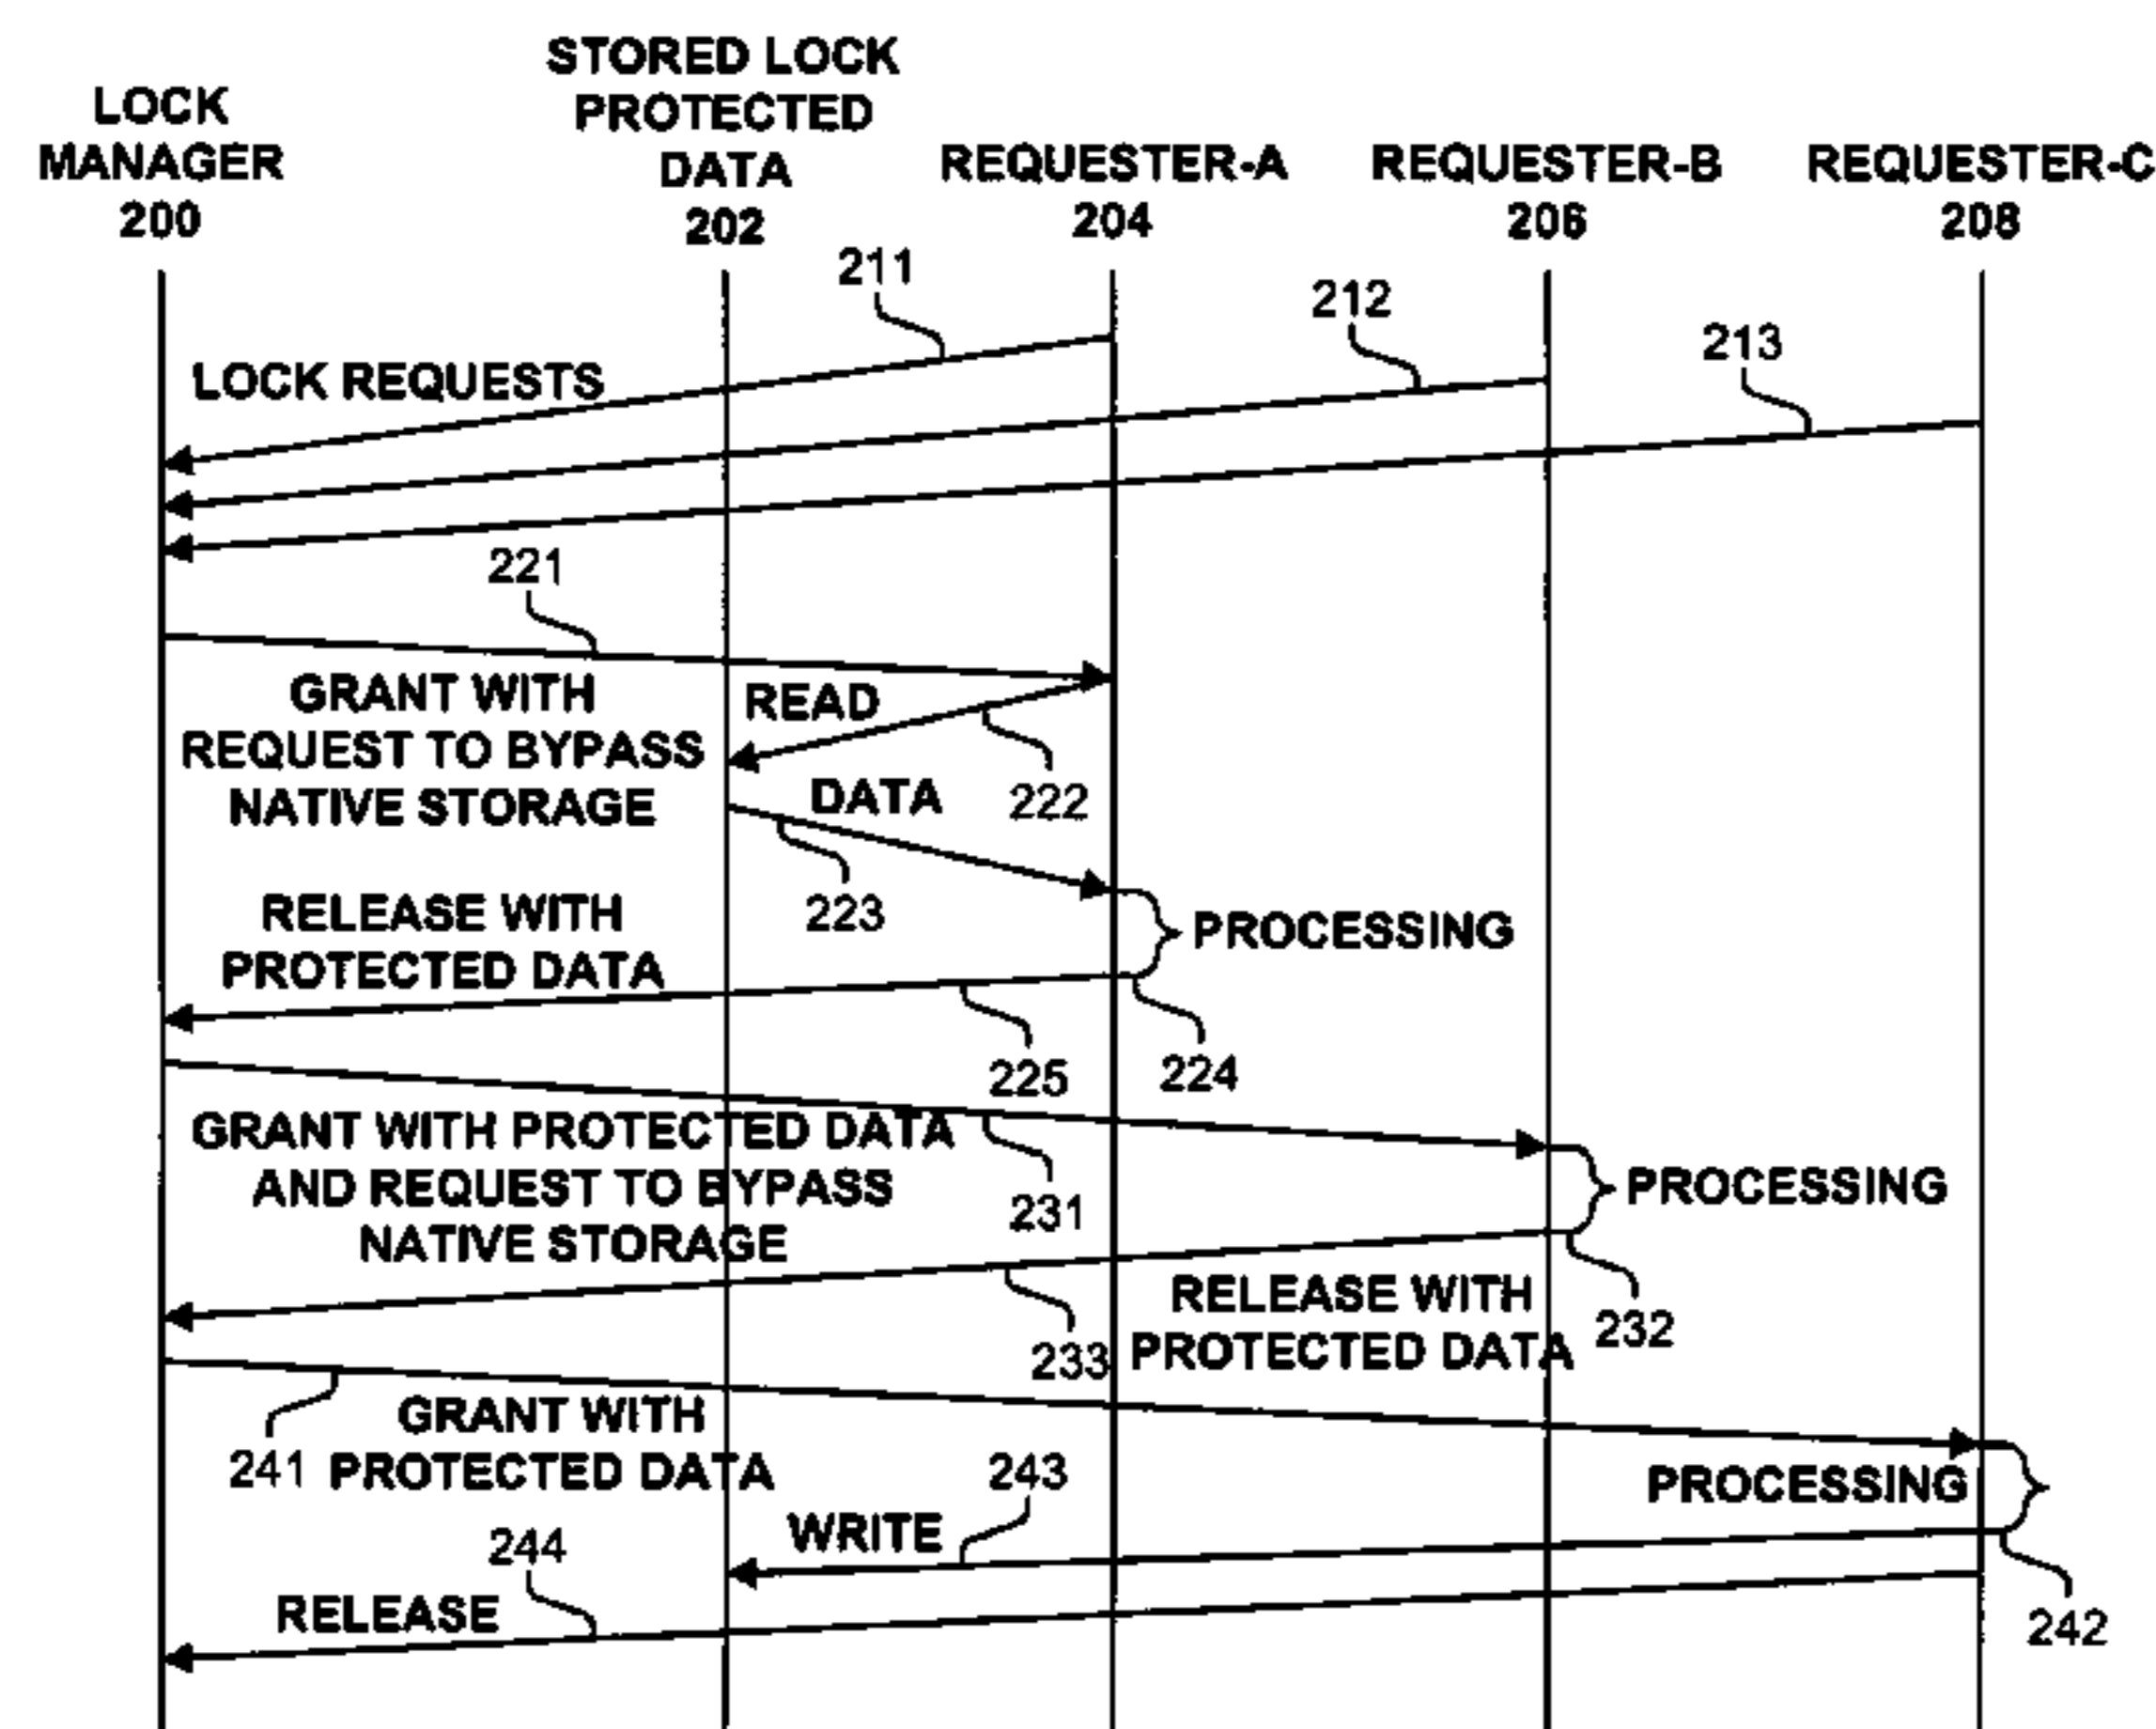 STORED LOCK
PROTECTED
DATA
202
LOCK
MANAGER
200
REQUESTER-A
204
REQUESTER-B
206
REQUESTER-C
208
211
212
213
LOCK REQUESTS
221
GRANT WITH
REQUEST TO BYPASS
NATIVE STORAGE
READ
222
DATA
223
RELEASE WITH
PROTECTED DATA
PROCESSING
225
224
GRANT WITH PROTECTED DATA
AND REQUEST TO BYPASS
NATIVE STORAGE
231
PROCESSING
RELEASE WITH
PROTECTED DATA
232
233
GRANT WITH
PROTECTED DATA
241
243
PROCESSING
WRITE
244
RELEASE
242